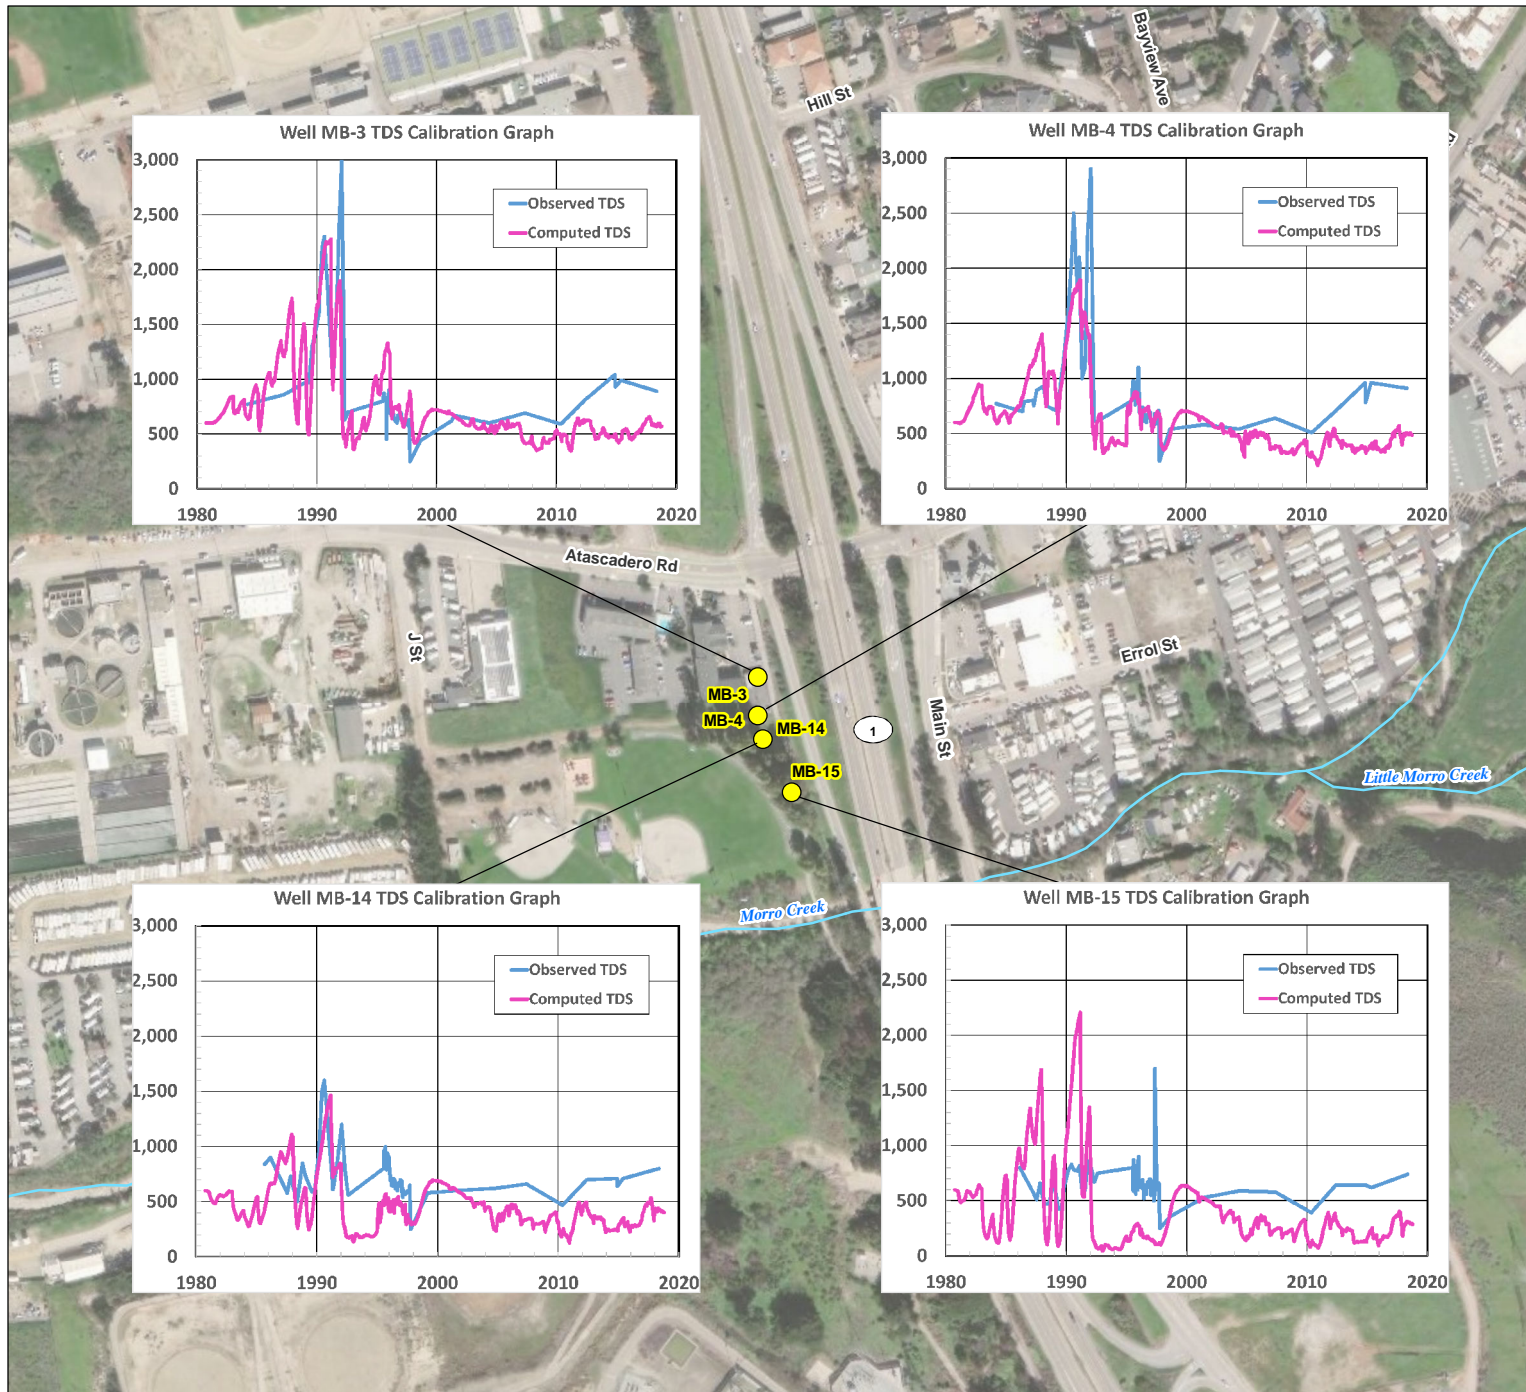 Bayview Ave
Hill St
Well MB-3 TDS Calibration Graph
3,000
2,500
2,000
1,500
1,000
500
0
Observed TDS
Computed TDS
1980
1990
2000
2010
2020
Well MB-4 TDS Calibration Graph
3,000
2,500
2,000
1,500
1,000
500
0
Observed TDS
Computed TDS
1980
1990
2000
2010
2020
Atascadero Rd
J St
Errol St
Main St
MB-3
MB-4
MB-14
MB-15
1
Little Morro Creek
Morro Creek
Well MB-14 TDS Calibration Graph
3,000
2,500
2,000
1,500
1,000
500
0
Observed TDS
Computed TDS
1980
1990
2000
2010
2020
Well MB-15 TDS Calibration Graph
3,000
2,500
2,000
1,500
1,000
500
0
Observed TDS
Computed TDS
1980
1990
2000
2010
2020